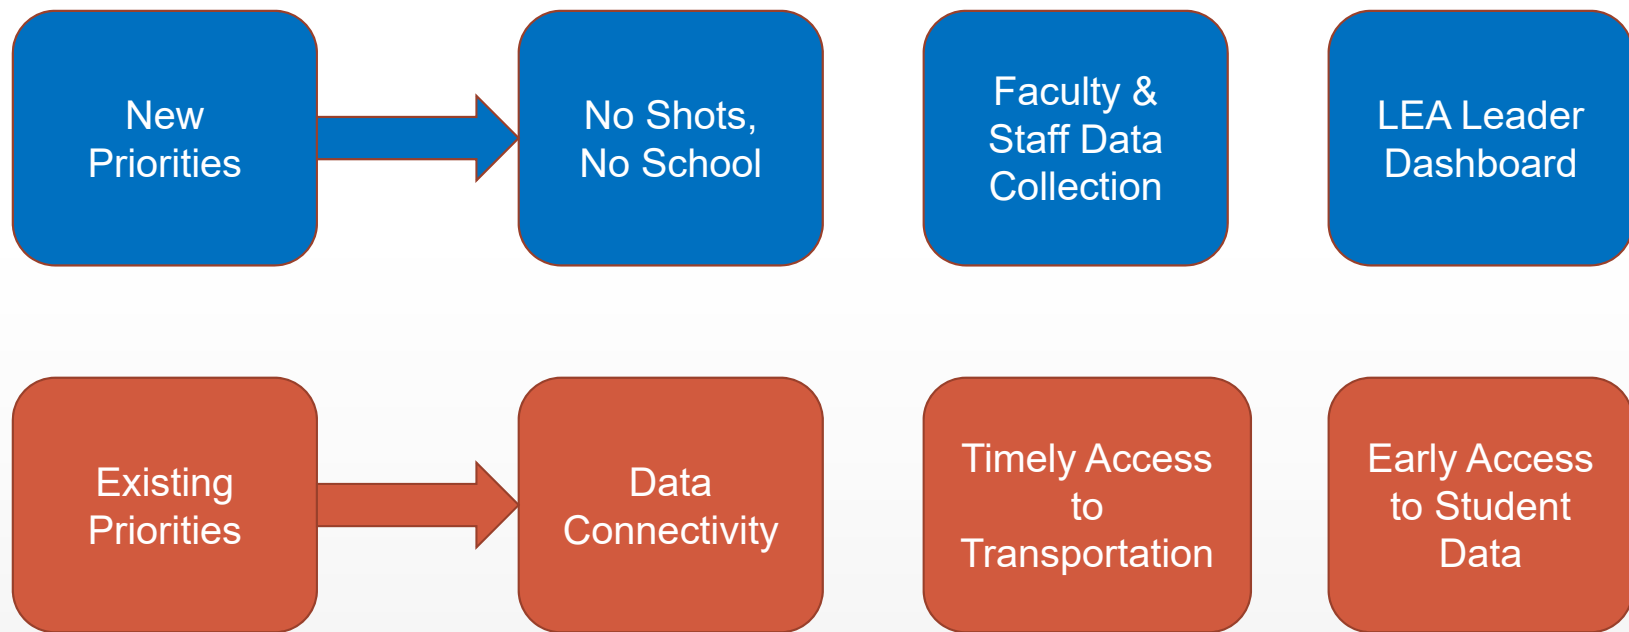 New
Priorities
No Shots,
No School
Faculty &
Staff Data
Collection
LEA Leader
Dashboard
Existing
Priorities
Data
Connectivity
Timely Access
to
Transportation
Early Access
to Student
Data